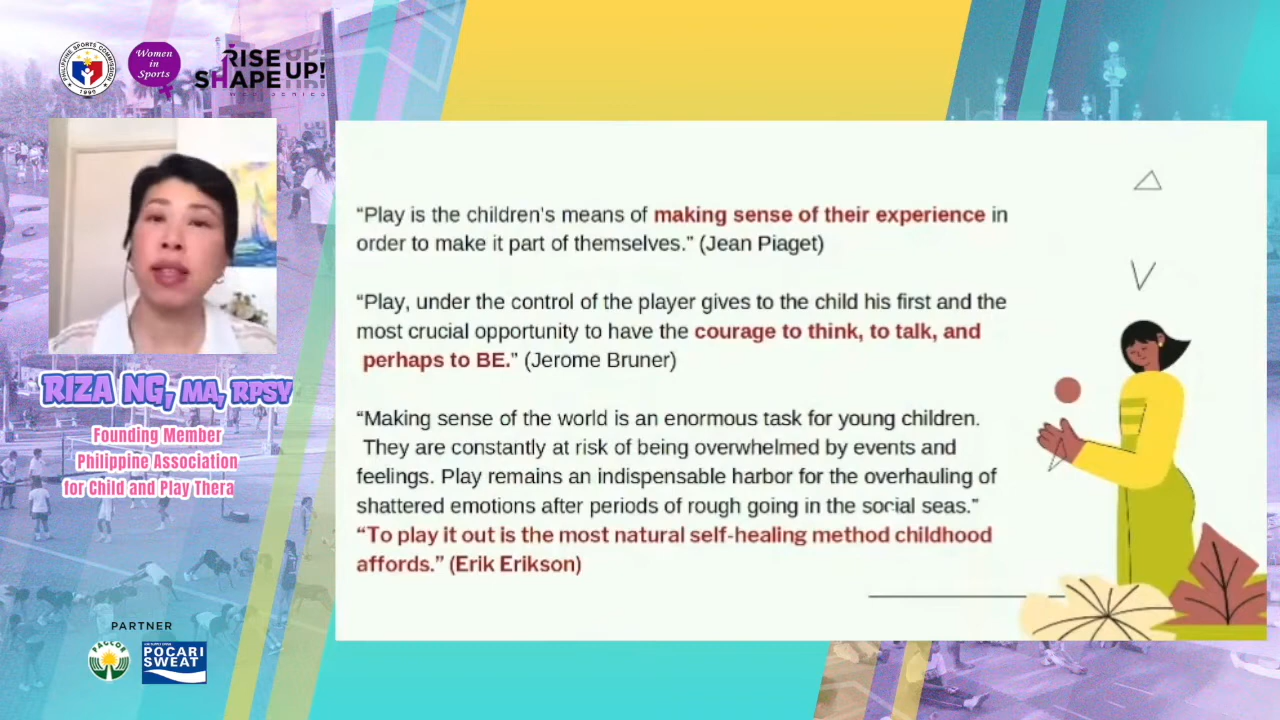 PHILIPPINE SPORTS COMMISSION
1990
Women
in
Sports
RISE UP!
SHAPE UP!
“Play is the children's means of making sense of their experience in
order to make it part of themselves.” (Jean Piaget)
“Play, under the control of the player gives to the child his first and the
most crucial opportunity to have the courage to think, to talk, and
perhaps to BE.” (Jerome Bruner)
“Making sense of the world is an enormous task for young children.
They are constantly at risk of being overwhelmed by events and
feelings. Play remains an indispensable harbor for the overhauling of
shattered emotions after periods of rough going in the social seas.”
“To play it out is the most natural self-healing method childhood
affords.” (Erik Erikson)
RIZA NG, MA, RPSY
Founding Member
Philippine Association
for Child and Play Thera
PARTNER
PAGCOR
POCARI
SWEAT